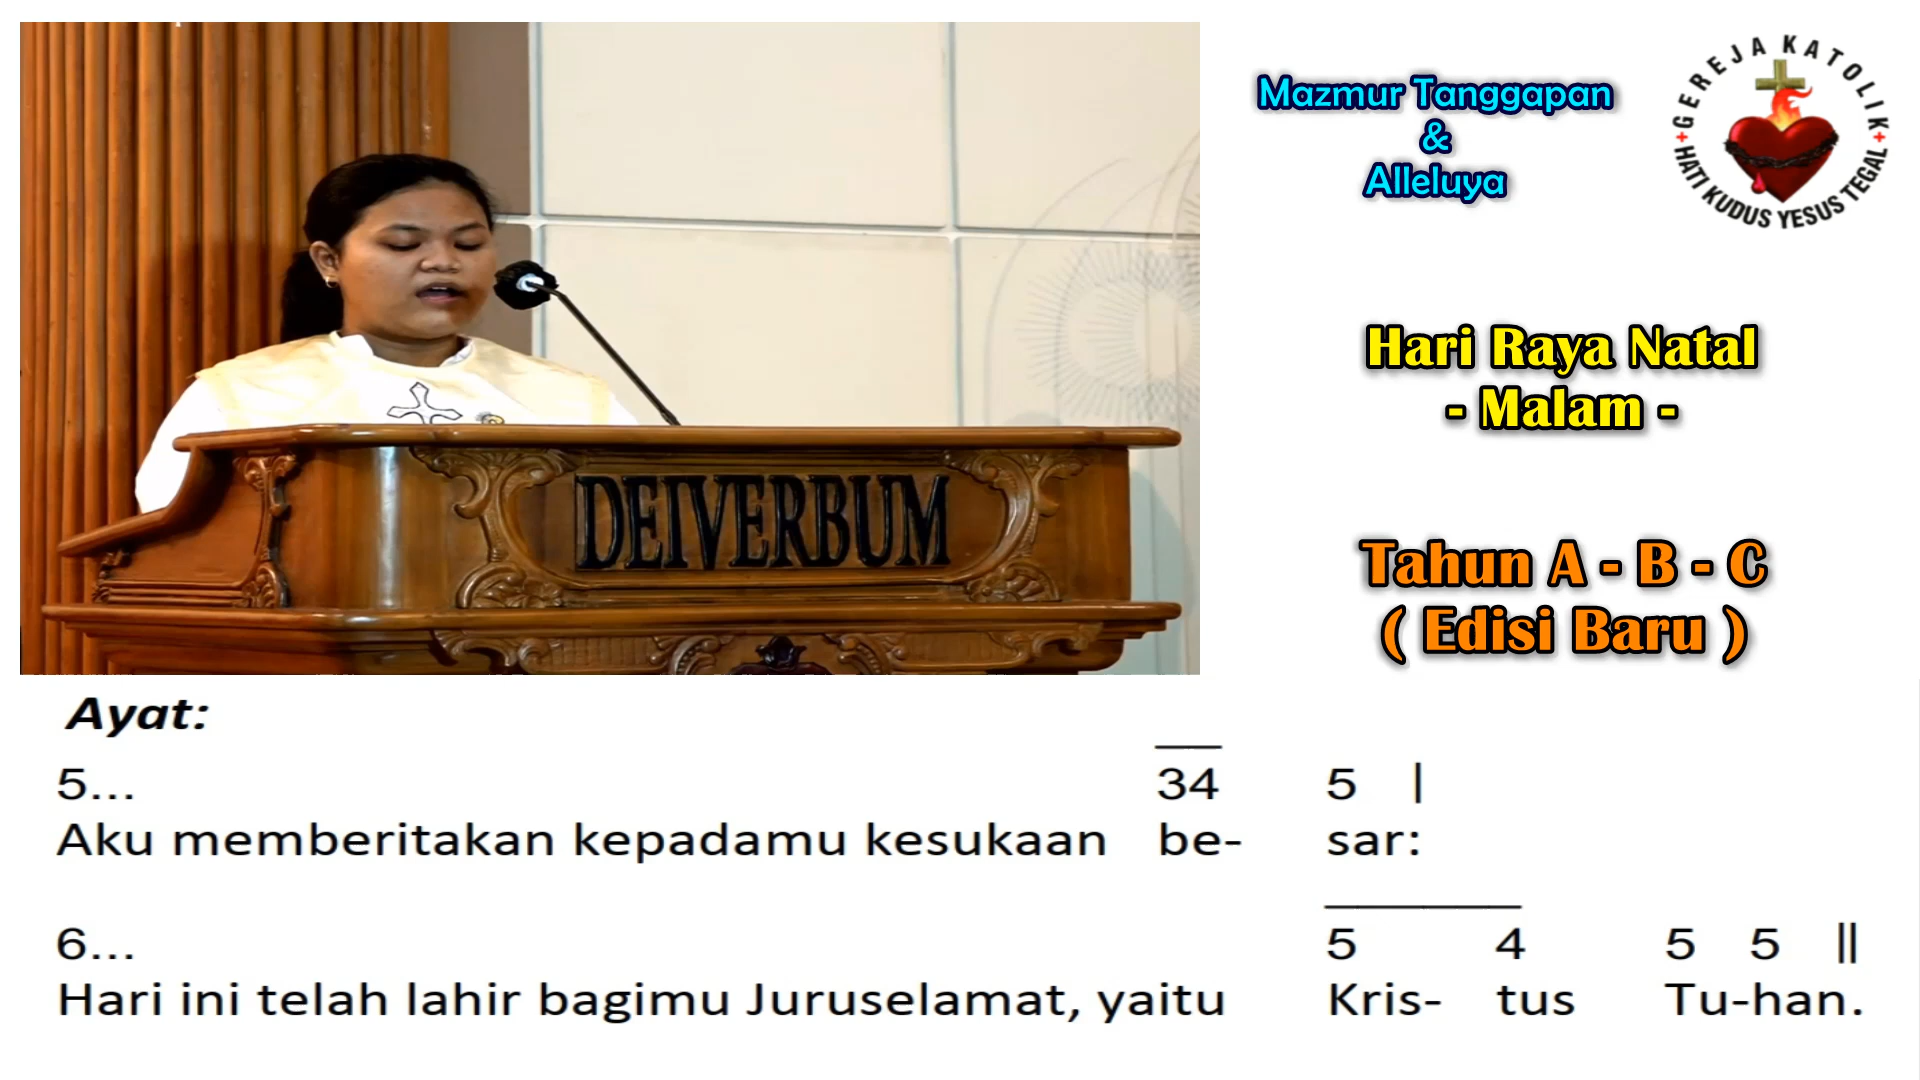 Mazmur Tanggapan
&
Alleluya
GEREJA KATOLIK
HATI KUDUS YESUS TEGAL
Hari Raya Natal
- Malam -
Tahun A - B - C
( Edisi Baru )
DEIVERBUM
Ayat:
5... 34 5 |
Aku memberitakan kepadamu kesukaan be- sar:
6... 5 4 5 5 ||
Hari ini telah lahir bagimu Juruselamat, yaitu Kris- tus Tu-han.